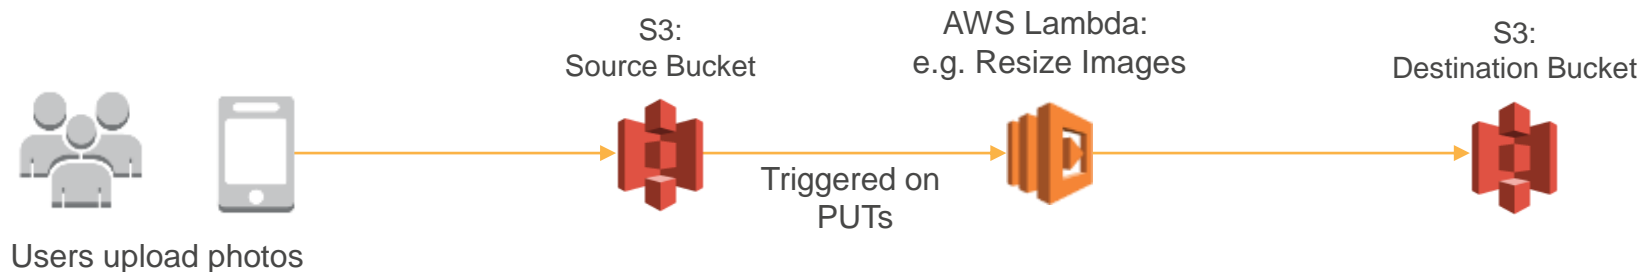 S3:
Source Bucket
AWS Lambda:
e.g. Resize Images
S3:
Destination Bucket
Triggered on
PUTs
Users upload photos